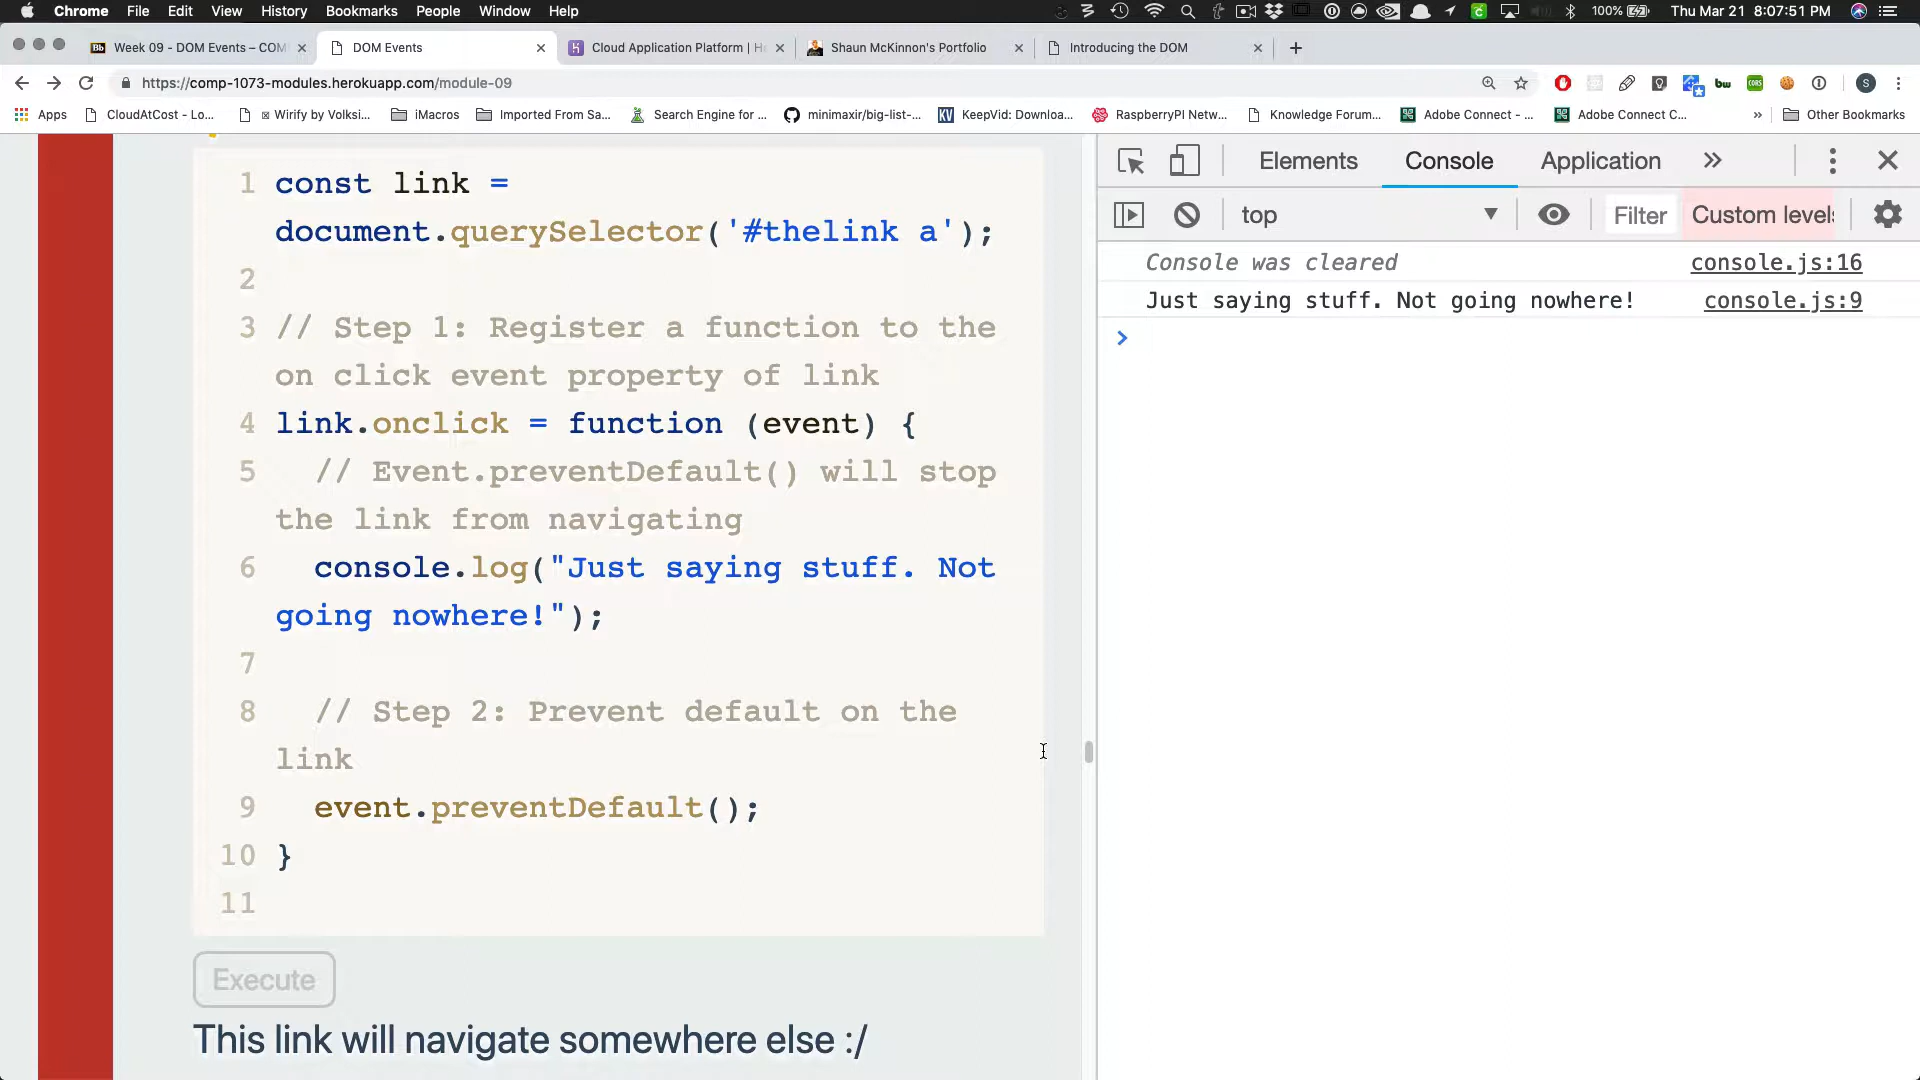 Chrome File Edit View History Bookmarks People Window Help 100% Thu Mar 21 8:07:51 PM
Week 09 - DOM Events – COM DOM Events Cloud Application Platform | H Shaun McKinnon's Portfolio Introducing the DOM
https://comp-1073-modules.herokuapp.com/module-09
Apps CloudAtCost - Lo... Wirify by Volksi... iMacros Imported From Sa... Search Engine for ... minimaxir/big-list-... KeepVid: Downloa... RaspberryPI Netw... Knowledge Forum... Adobe Connect - ... Adobe Connect C... » Other Bookmarks
1 const link =
document.querySelector('#thelink a');
2
3 // Step 1: Register a function to the
on click event property of link
4 link.onclick = function (event) {
5 // Event.preventDefault() will stop
the link from navigating
6 console.log("Just saying stuff. Not
going nowhere!");
7
8 // Step 2: Prevent default on the
link
9 event.preventDefault();
10 }
11
Execute
This link will navigate somewhere else :/
Elements Console Application »
top Filter Custom levels
Console was cleared console.js:16
Just saying stuff. Not going nowhere! console.js:9